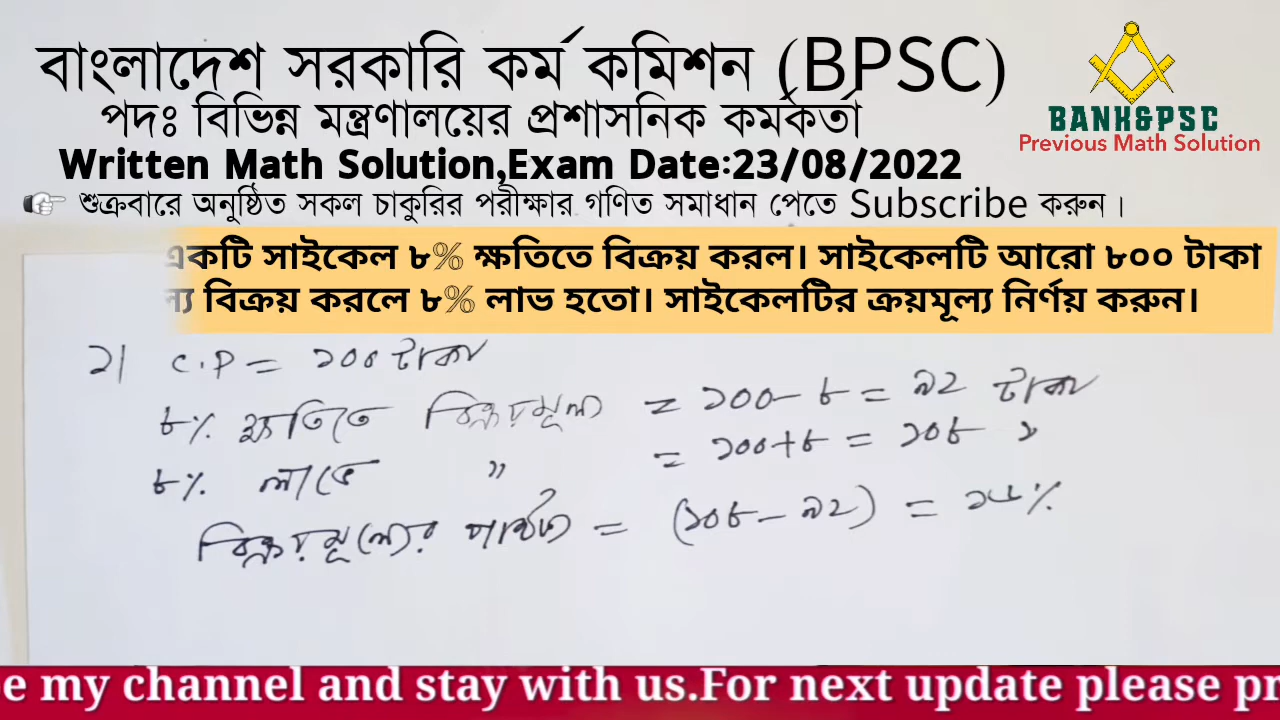 বাংলাদেশ সরকারি কর্ম কমিশন (BPSC)
পদঃ বিভিন্ন মন্ত্রণালয়ের প্রশাসনিক কর্মকর্তা
Written Math Solution,Exam Date:23/08/2022
শুক্রবারে অনুষ্ঠিত সকল চাকুরির পরীক্ষার গণিত সমাধান পেতে Subscribe করুন।
BANK&PSC
Previous Math Solution
একটি সাইকেল ৮% ক্ষতিতে বিক্রয় করল। সাইকেলটি আরো ৮০০ টাকা
বিক্রয় করলে ৮% লাভ হতো। সাইকেলটির ক্রয়মূল্য নির্ণয় করুন।
১। C.P = ১০০ টাকা
৮% ক্ষতিতে বিক্রয়মূল্য = ১০০ - ৮ = ৯২ টাকা
৮% লাভে " = ১০০+৮ = ১০৮ "
বিক্রয়মূল্যের পার্থক্য = (১০৮ - ৯২) = ১৬%
my channel and stay with us.For next update please